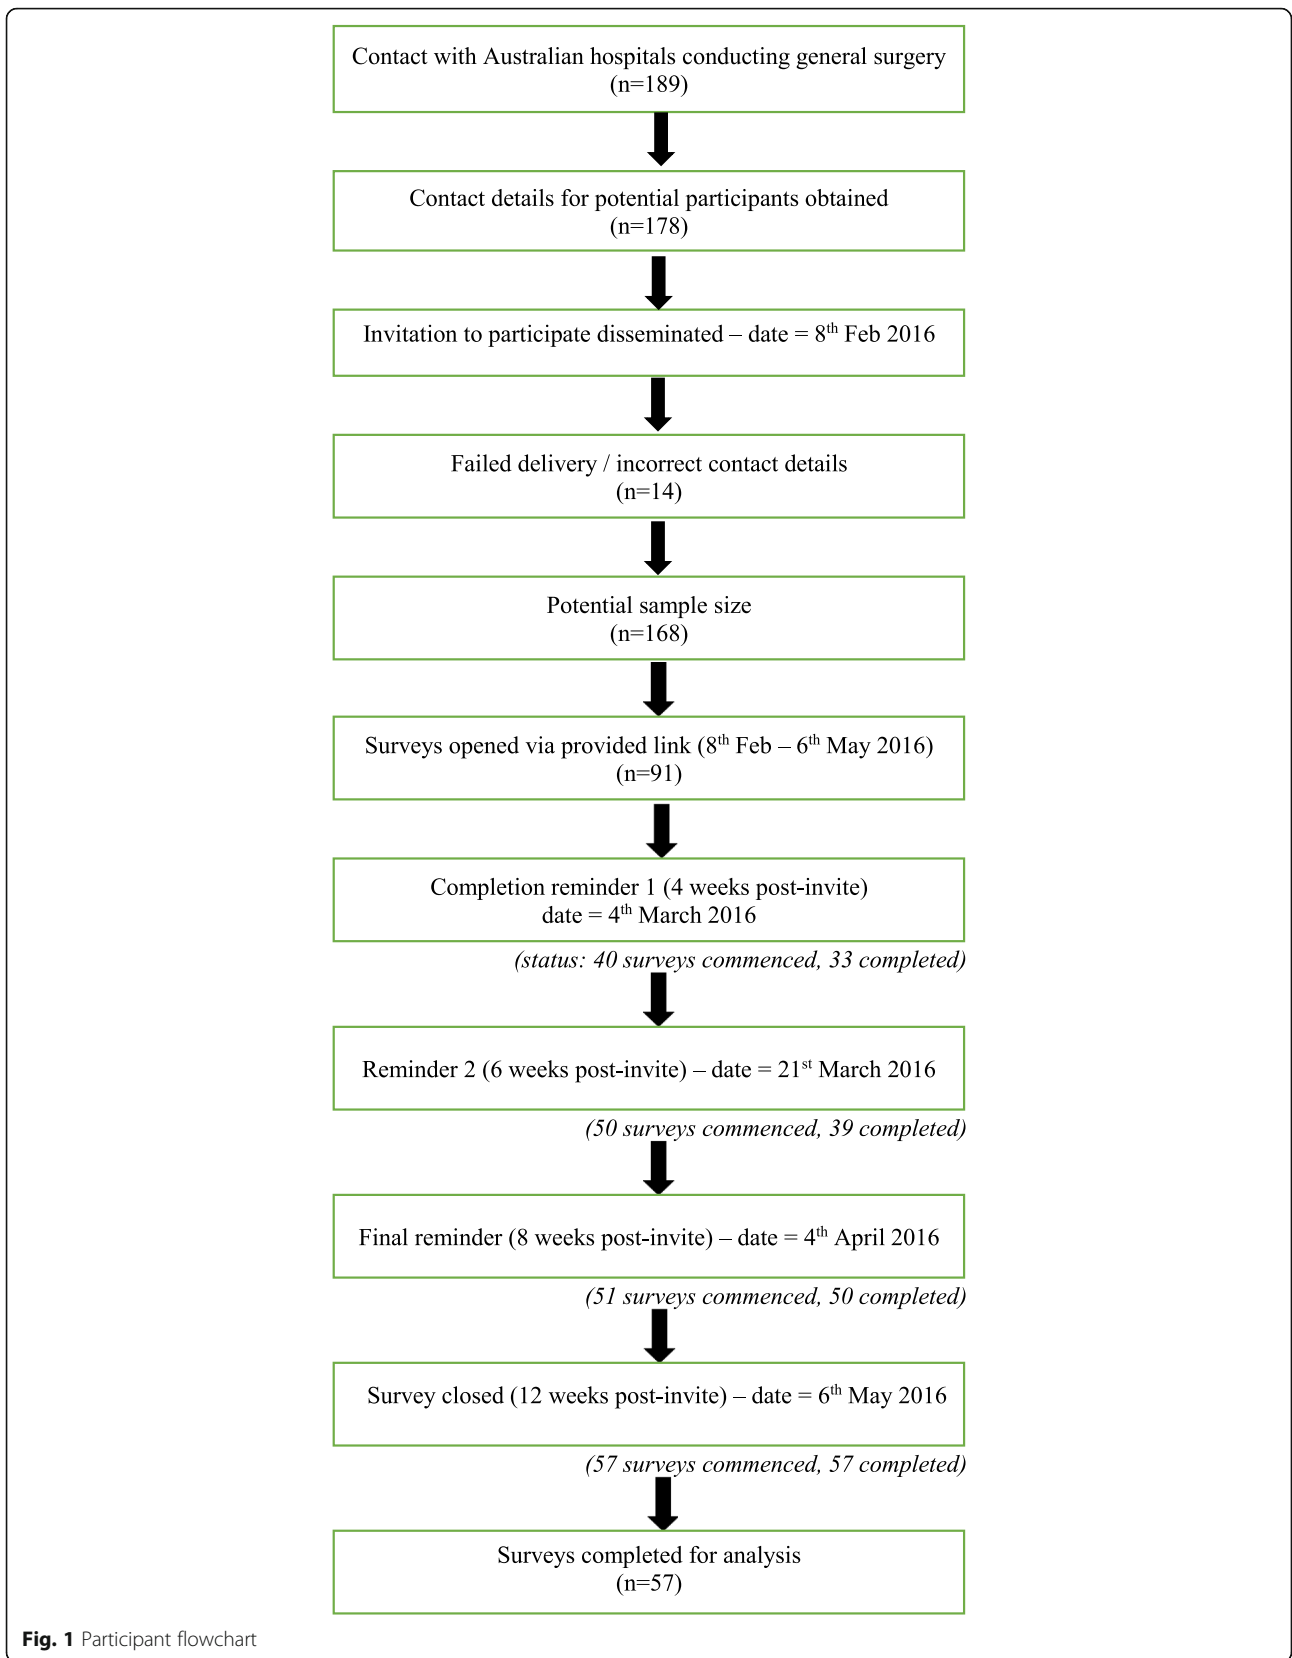 Contact with Australian hospitals conducting general surgery
(n=189)
Contact details for potential participants obtained
(n=178)
Invitation to participate disseminated – date = 8th Feb 2016
Failed delivery / incorrect contact details
(n=14)
Potential sample size
(n=168)
Surveys opened via provided link (8th Feb – 6th May 2016)
(n=91)
Completion reminder 1 (4 weeks post-invite)
date = 4th March 2016
(status: 40 surveys commenced, 33 completed)
Reminder 2 (6 weeks post-invite) – date = 21st March 2016
(50 surveys commenced, 39 completed)
Final reminder (8 weeks post-invite) – date = 4th April 2016
(51 surveys commenced, 50 completed)
Survey closed (12 weeks post-invite) – date = 6th May 2016
(57 surveys commenced, 57 completed)
Surveys completed for analysis
(n=57)
Fig. 1 Participant flowchart